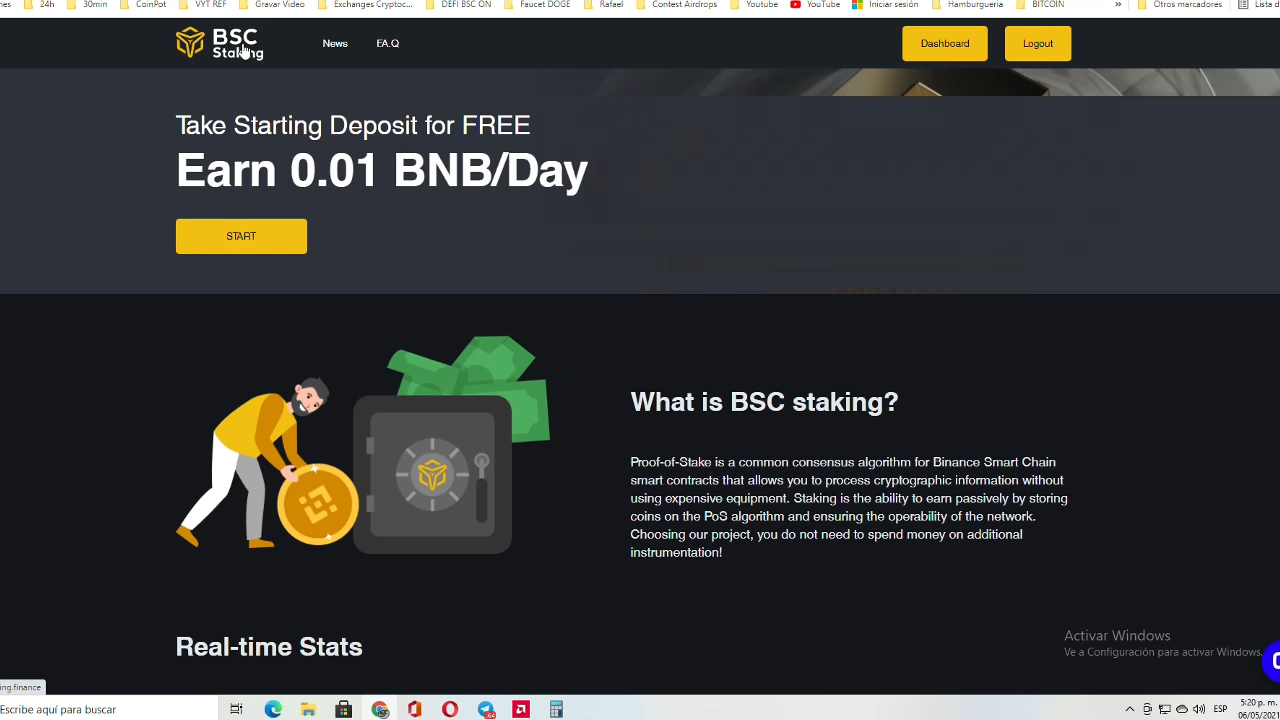 24h 30min CoinPot VYT REF Gravar Video Exchanges Cryptoc... DEFI BSC ON Faucet DOGE Rafael Contest Airdrops Youtube YouTube Iniciar sesión Hamburgueria BITCOIN » Otros marcadores
BSC
Staking
News F.A.Q Dashboard Logout
Take Starting Deposit for FREE
Earn 0.01 BNB/Day
START
What is BSC staking?
Proof-of-Stake is a common consensus algorithm for Binance Smart Chain
smart contracts that allows you to process cryptographic information without
using expensive equipment. Staking is the ability to earn passively by storing
coins on the PoS algorithm and ensuring the operability of the network.
Choosing our project, you do not need to spend money on additional
instrumentation!
Real-time Stats
Activar Windows
Ve a Configuración para activar Windows.
ing.finance
Escribe aquí para buscar
64
ESP
5:20 p. m.
06/05/2021